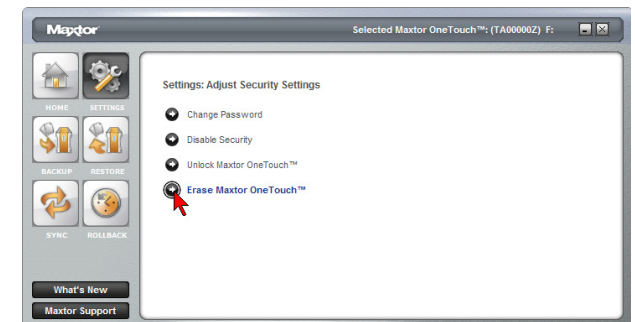 Maxtor
Selected Maxtor OneTouch™: (TA00000Z) F:
HOME SETTINGS
BACKUP RESTORE
SYNC ROLLBACK
What's New
Maxtor Support
Settings: Adjust Security Settings
Change Password
Disable Security
Unlock Maxtor OneTouch™
Erase Maxtor OneTouch™